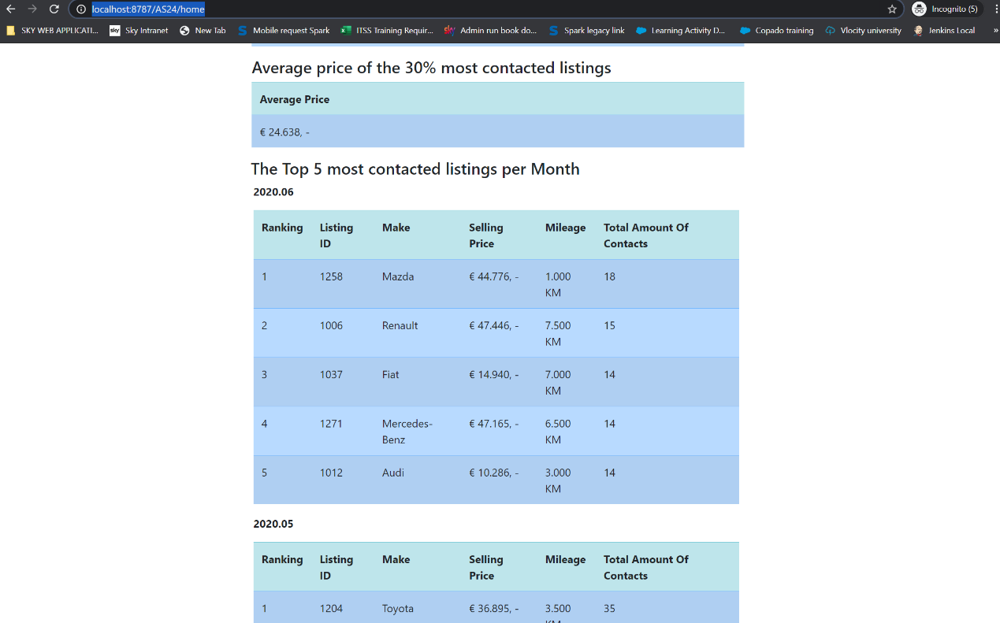 localhost:8787/AS24/home
Incognito (5)
SKY WEB APPLICATI... sky Sky Intranet New Tab Mobile request Spark ITSS Training Requir... sky Admin run book do... Spark legacy link Learning Activity D... Copado training Vlocity university Jenkins Local »
Average price of the 30% most contacted listings
Average Price
€ 24.638, -
The Top 5 most contacted listings per Month
2020.06
Ranking Listing Make Selling Mileage Total Amount Of
ID Price Contacts
1 1258 Mazda € 44.776, - 1.000 18
KM
2 1006 Renault € 47.446, - 7.500 15
KM
3 1037 Fiat € 14.940, - 7.000 14
KM
4 1271 Mercedes- € 47.165, - 6.500 14
Benz KM
5 1012 Audi € 10.286, - 3.000 14
KM
2020.05
Ranking Listing Make Selling Mileage Total Amount Of
ID Price Contacts
1 1204 Toyota € 36.895, - 3.500 35
KM